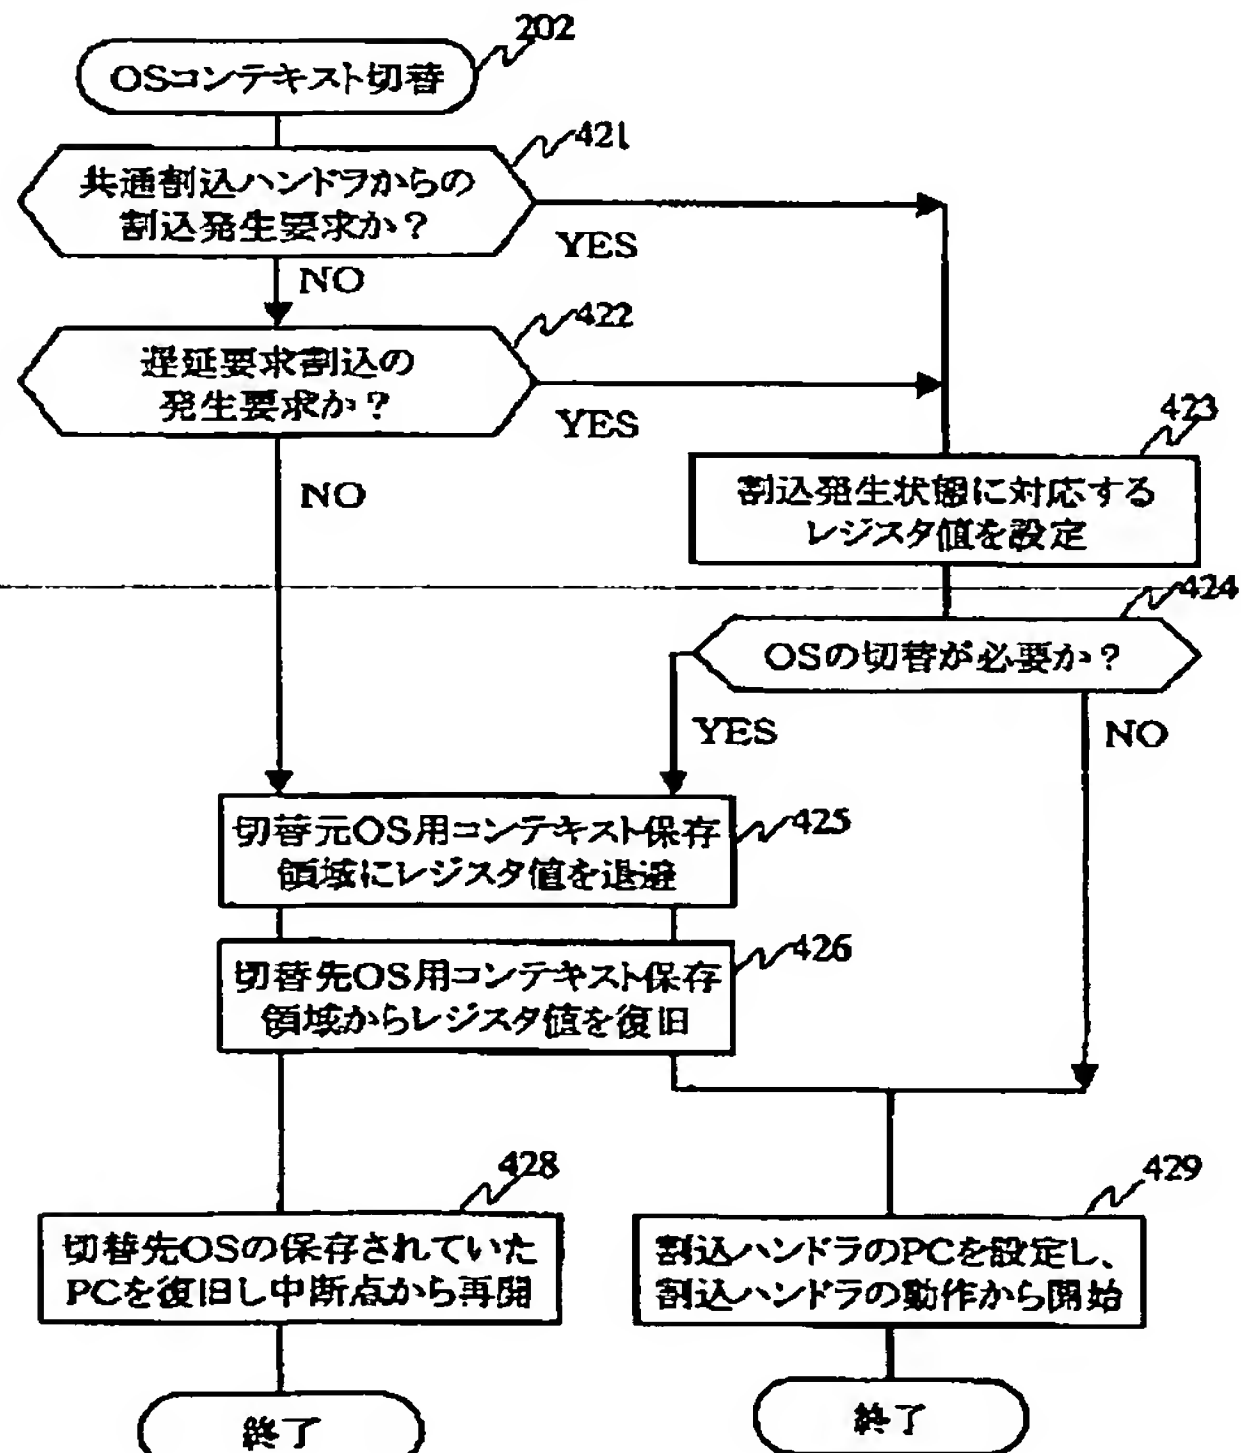 202
OSコンテキスト切替
421
共通割込ハンドラからの
割込発生要求か?
YES
NO
422
遅延要求割込の
発生要求か?
YES
423
NO
割込発生状態に対応する
レジスタ値を設定
424
OSの切替が必要か?
YES
NO
切替元OS用コンテキスト保存
領域にレジスタ値を退避
425
切替先OS用コンテキスト保存
領域からレジスタ値を復旧
426
428
切替先OSの保存されていた
PCを復旧し中断点から再開
429
割込ハンドラのPCを設定し、
割込ハンドラの動作から開始
終了
終了